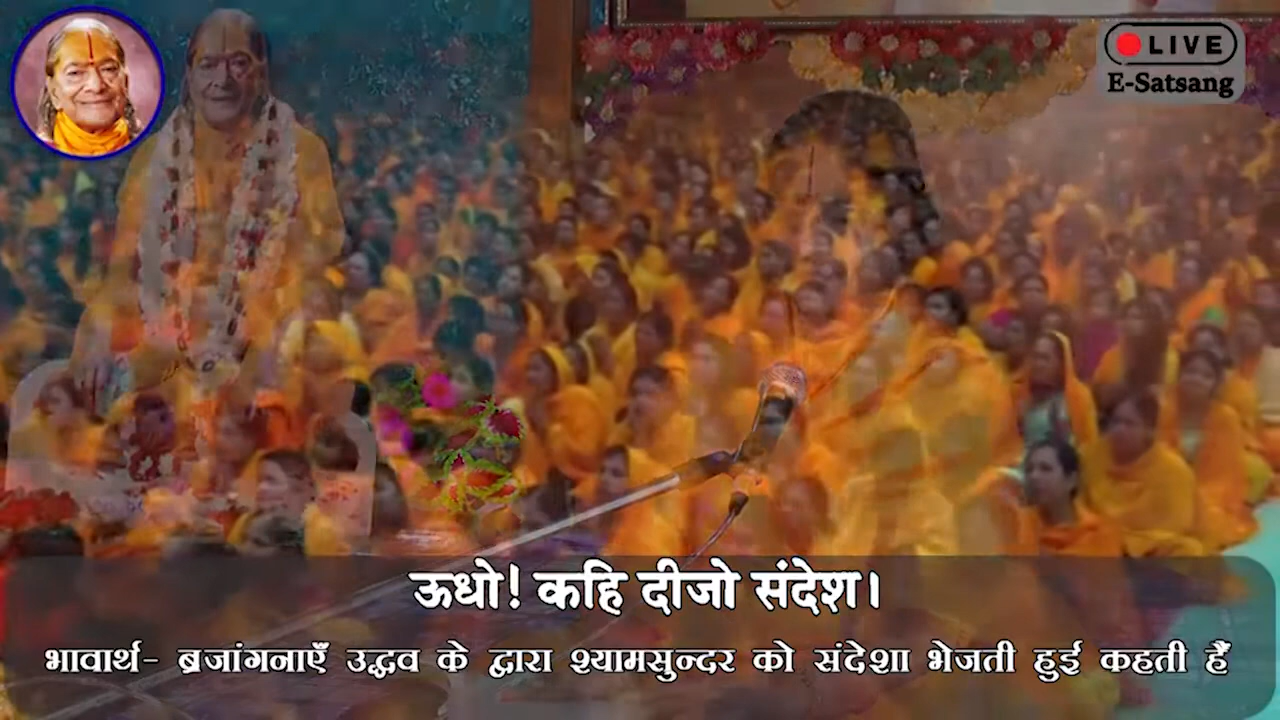 LIVE
E-Satsang
ऊधो! कहि दीजो संदेश।
भावार्थ- ब्रजांगनाएँ उद्धव के द्वारा श्यामसुन्दर को संदेशा भेजती हुई कहती हैं